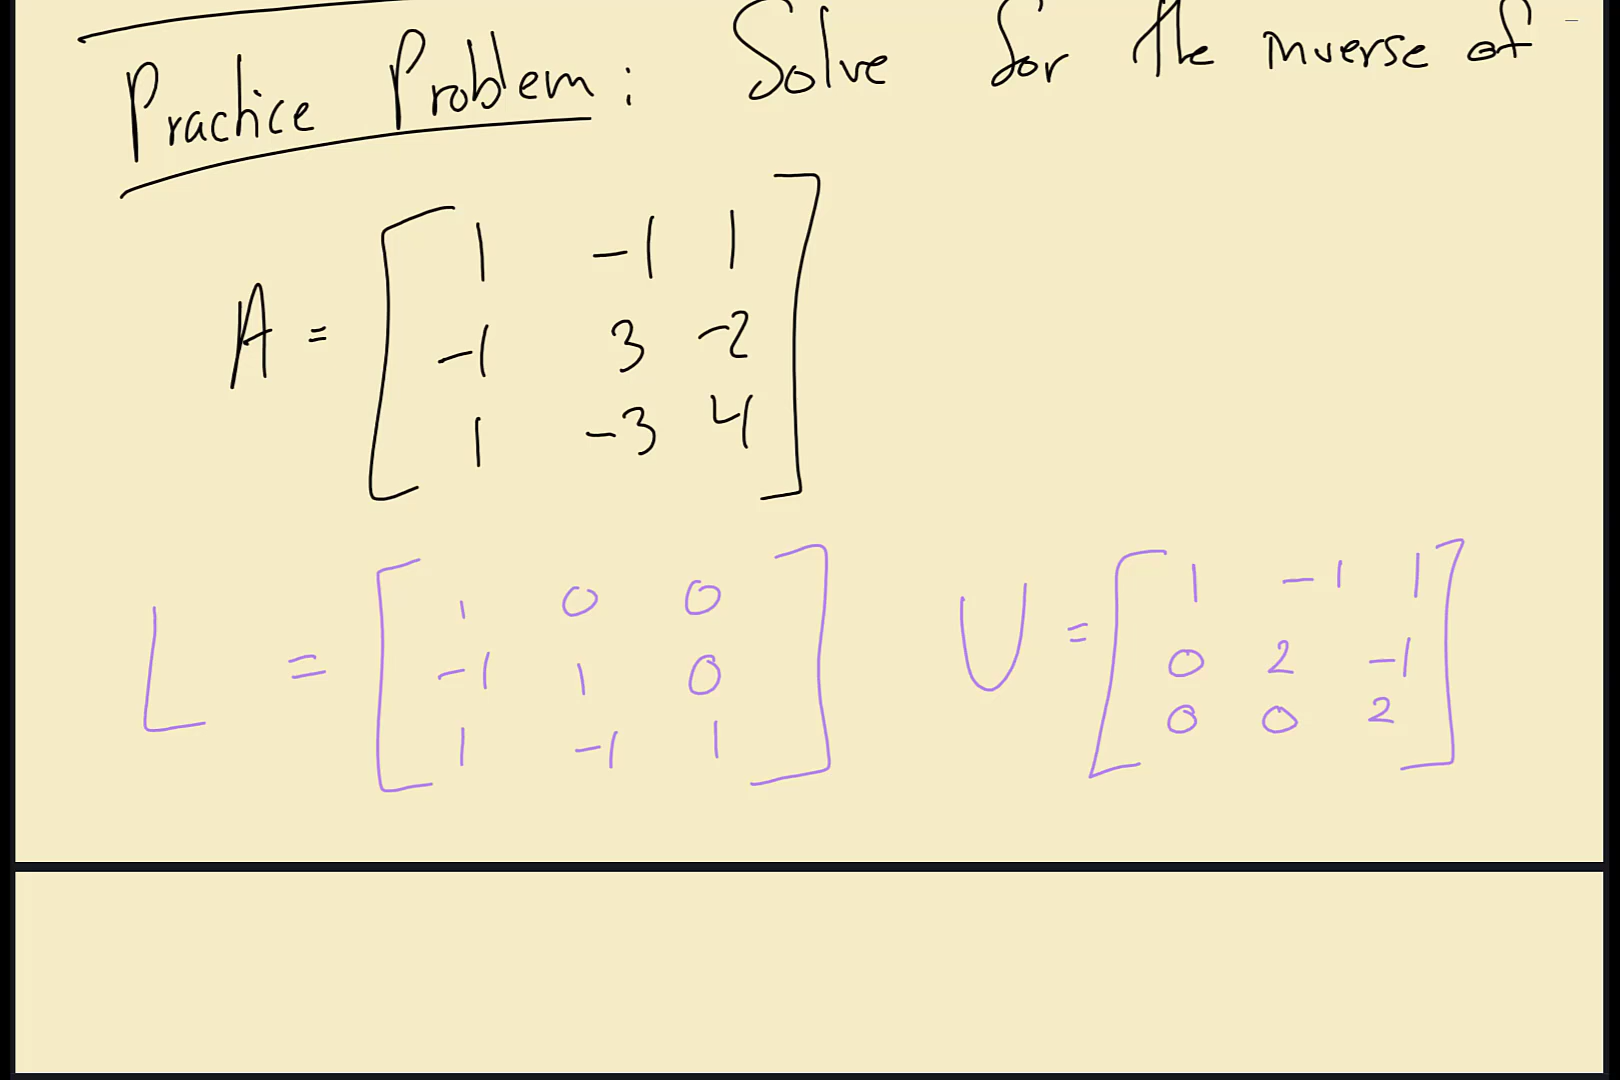 Practice Problem: Solve for the inverse of
A = [1 -1 1
-1 3 -2
1 -3 4]
L = [1 0 0
-1 1 0
1 -1 1]
U = [1 -1 1
0 2 -1
0 0 2]